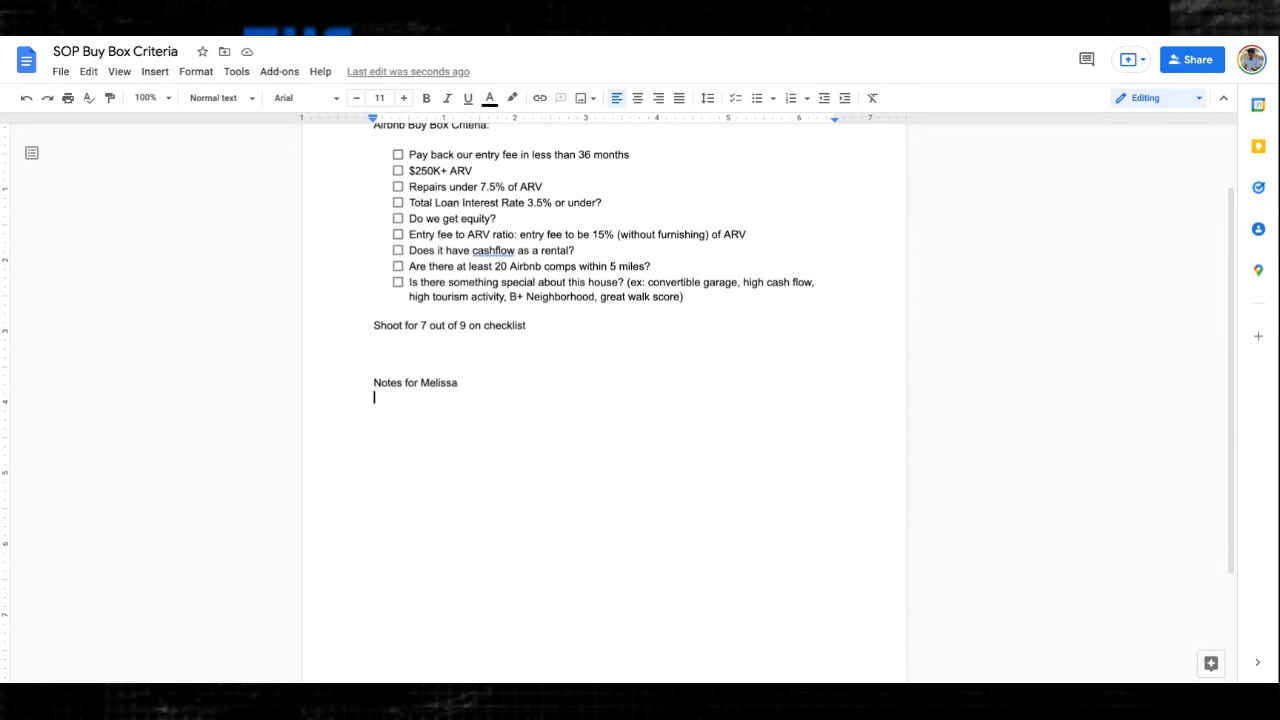 SOP Buy Box Criteria
File Edit View Insert Format Tools Add-ons Help Last edit was seconds ago
Share
100% Normal text Arial 11 Editing
Airbnb Buy Box Criteria:
Pay back our entry fee in less than 36 months
$250K+ ARV
Repairs under 7.5% of ARV
Total Loan Interest Rate 3.5% or under?
Do we get equity?
Entry fee to ARV ratio: entry fee to be 15% (without furnishing) of ARV
Does it have cashflow as a rental?
Are there at least 20 Airbnb comps within 5 miles?
Is there something special about this house? (ex: convertible garage, high cash flow,
high tourism activity, B+ Neighborhood, great walk score)
Shoot for 7 out of 9 on checklist
Notes for Melissa